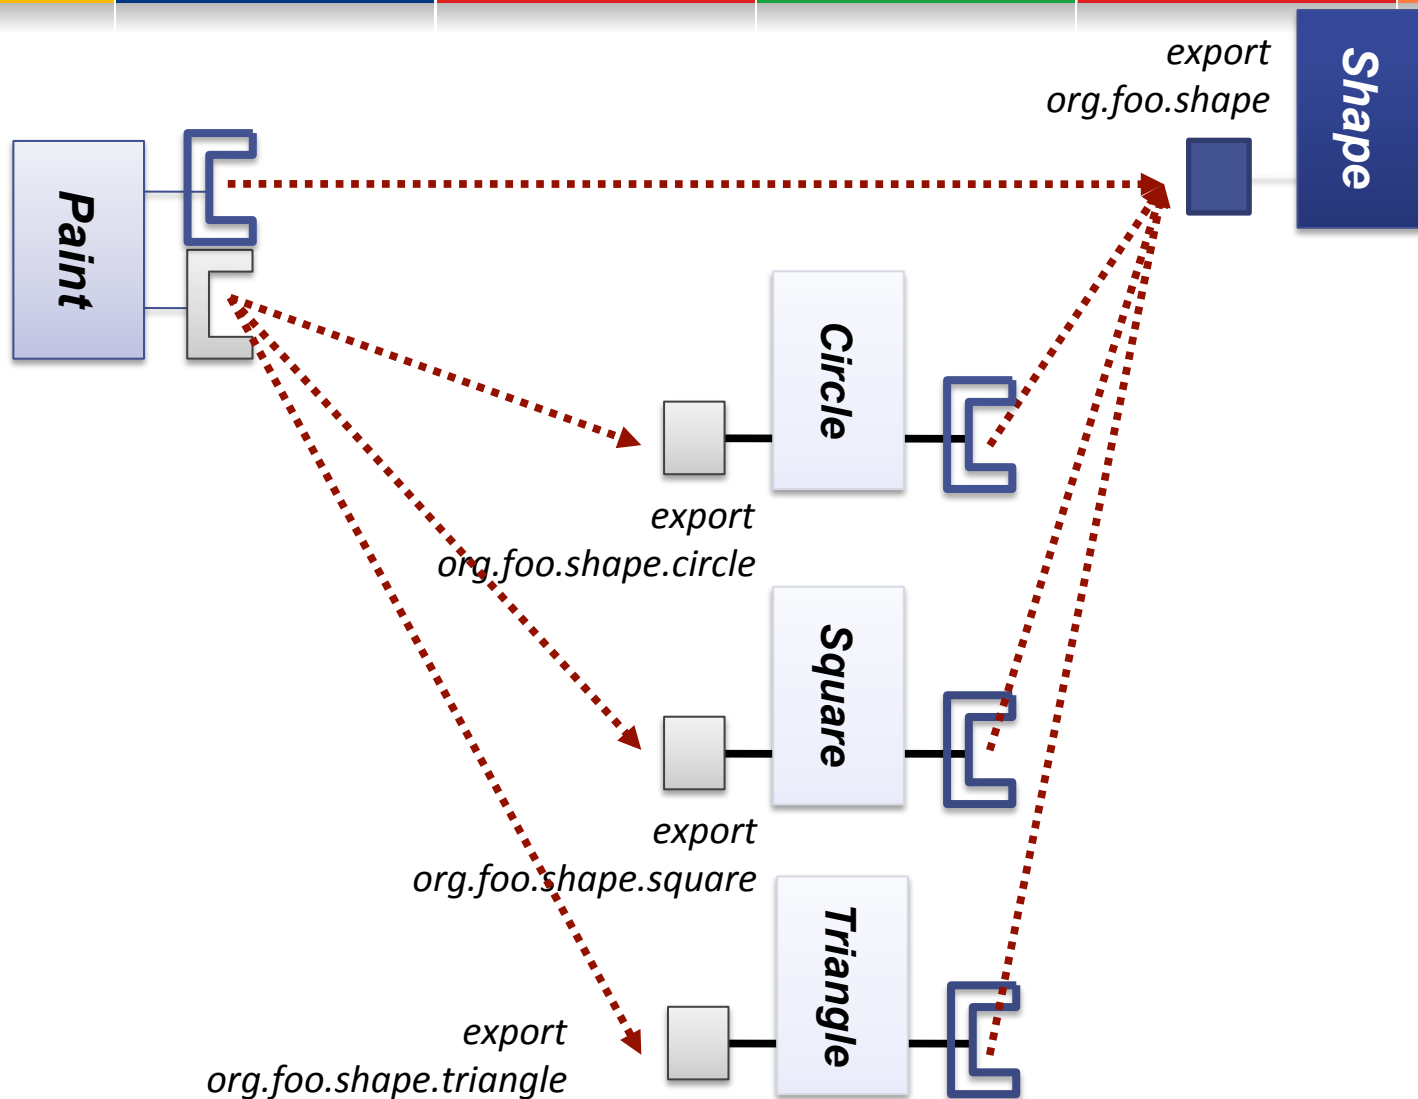 export
org.foo.shape
Shape
Paint
Circle
export
org.foo.shape.circle
Square
export
org.foo.shape.square
Triangle
export
org.foo.shape.triangle